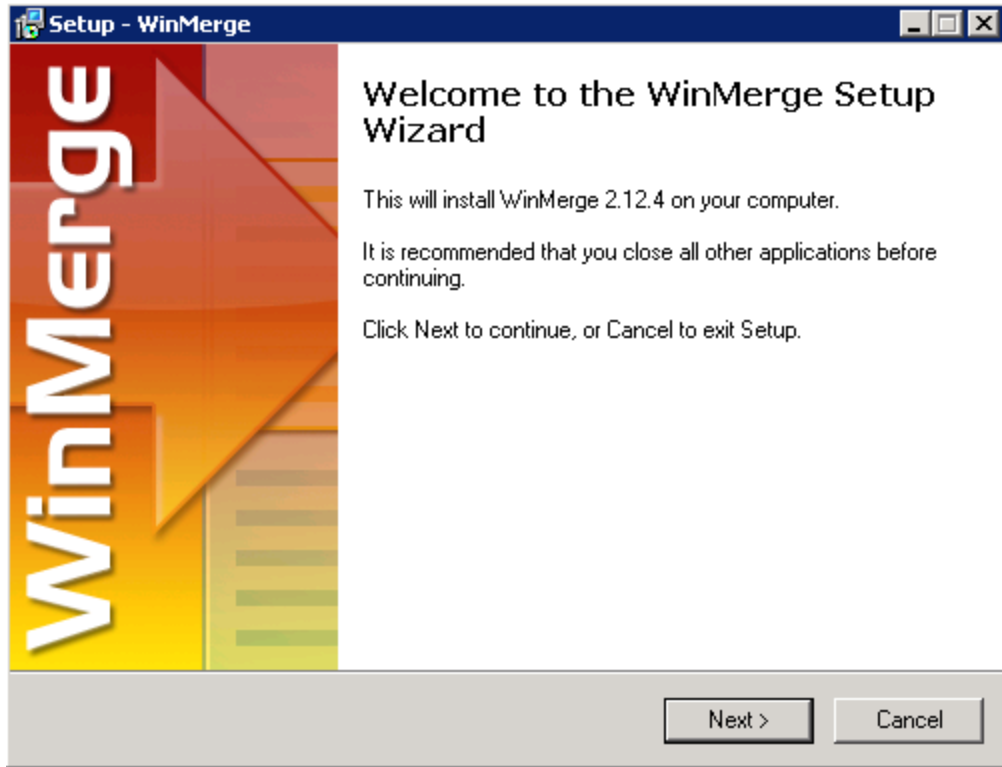 Setup - WinMerge
WinMerge
Welcome to the WinMerge Setup
Wizard
This will install WinMerge 2.12.4 on your computer.
It is recommended that you close all other applications before
continuing.
Click Next to continue, or Cancel to exit Setup.
Next >
Cancel